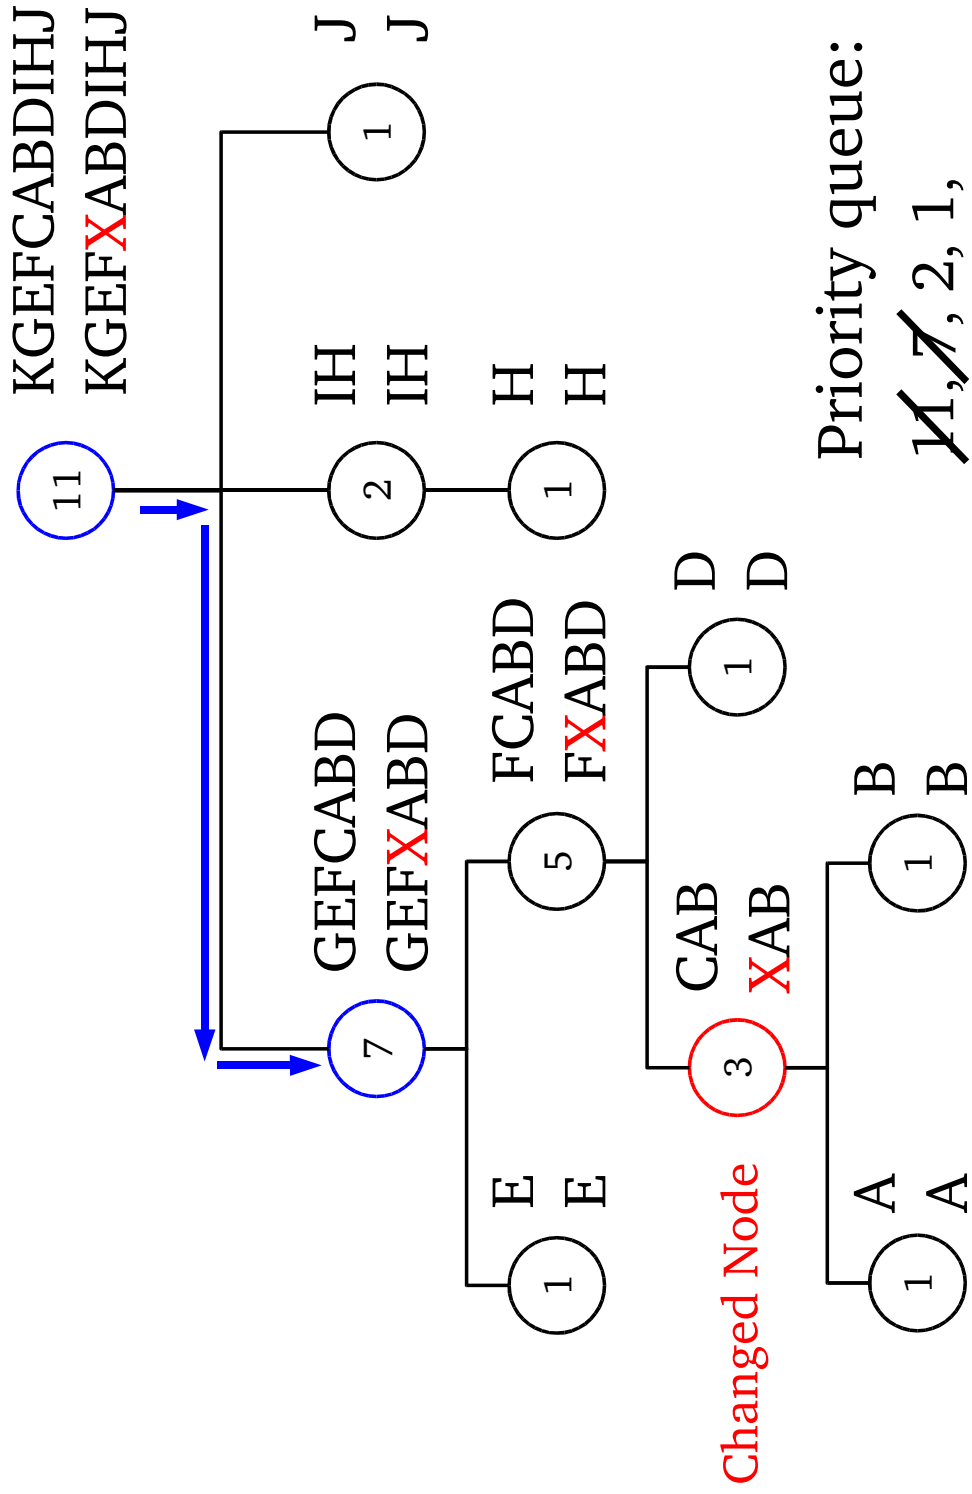 KGEFCABDIHJ
11
KGEFXABDIHJ
GEFCABD
IH
J
7
2
1
GEFXABD
IH
J
E
FCABD
H
1
5
1
E
FXABD
H
CAB
D
Changed Node
3
1
XAB
D
A
B
1
1
A
B
Priority queue:
11, 7, 2, 1,